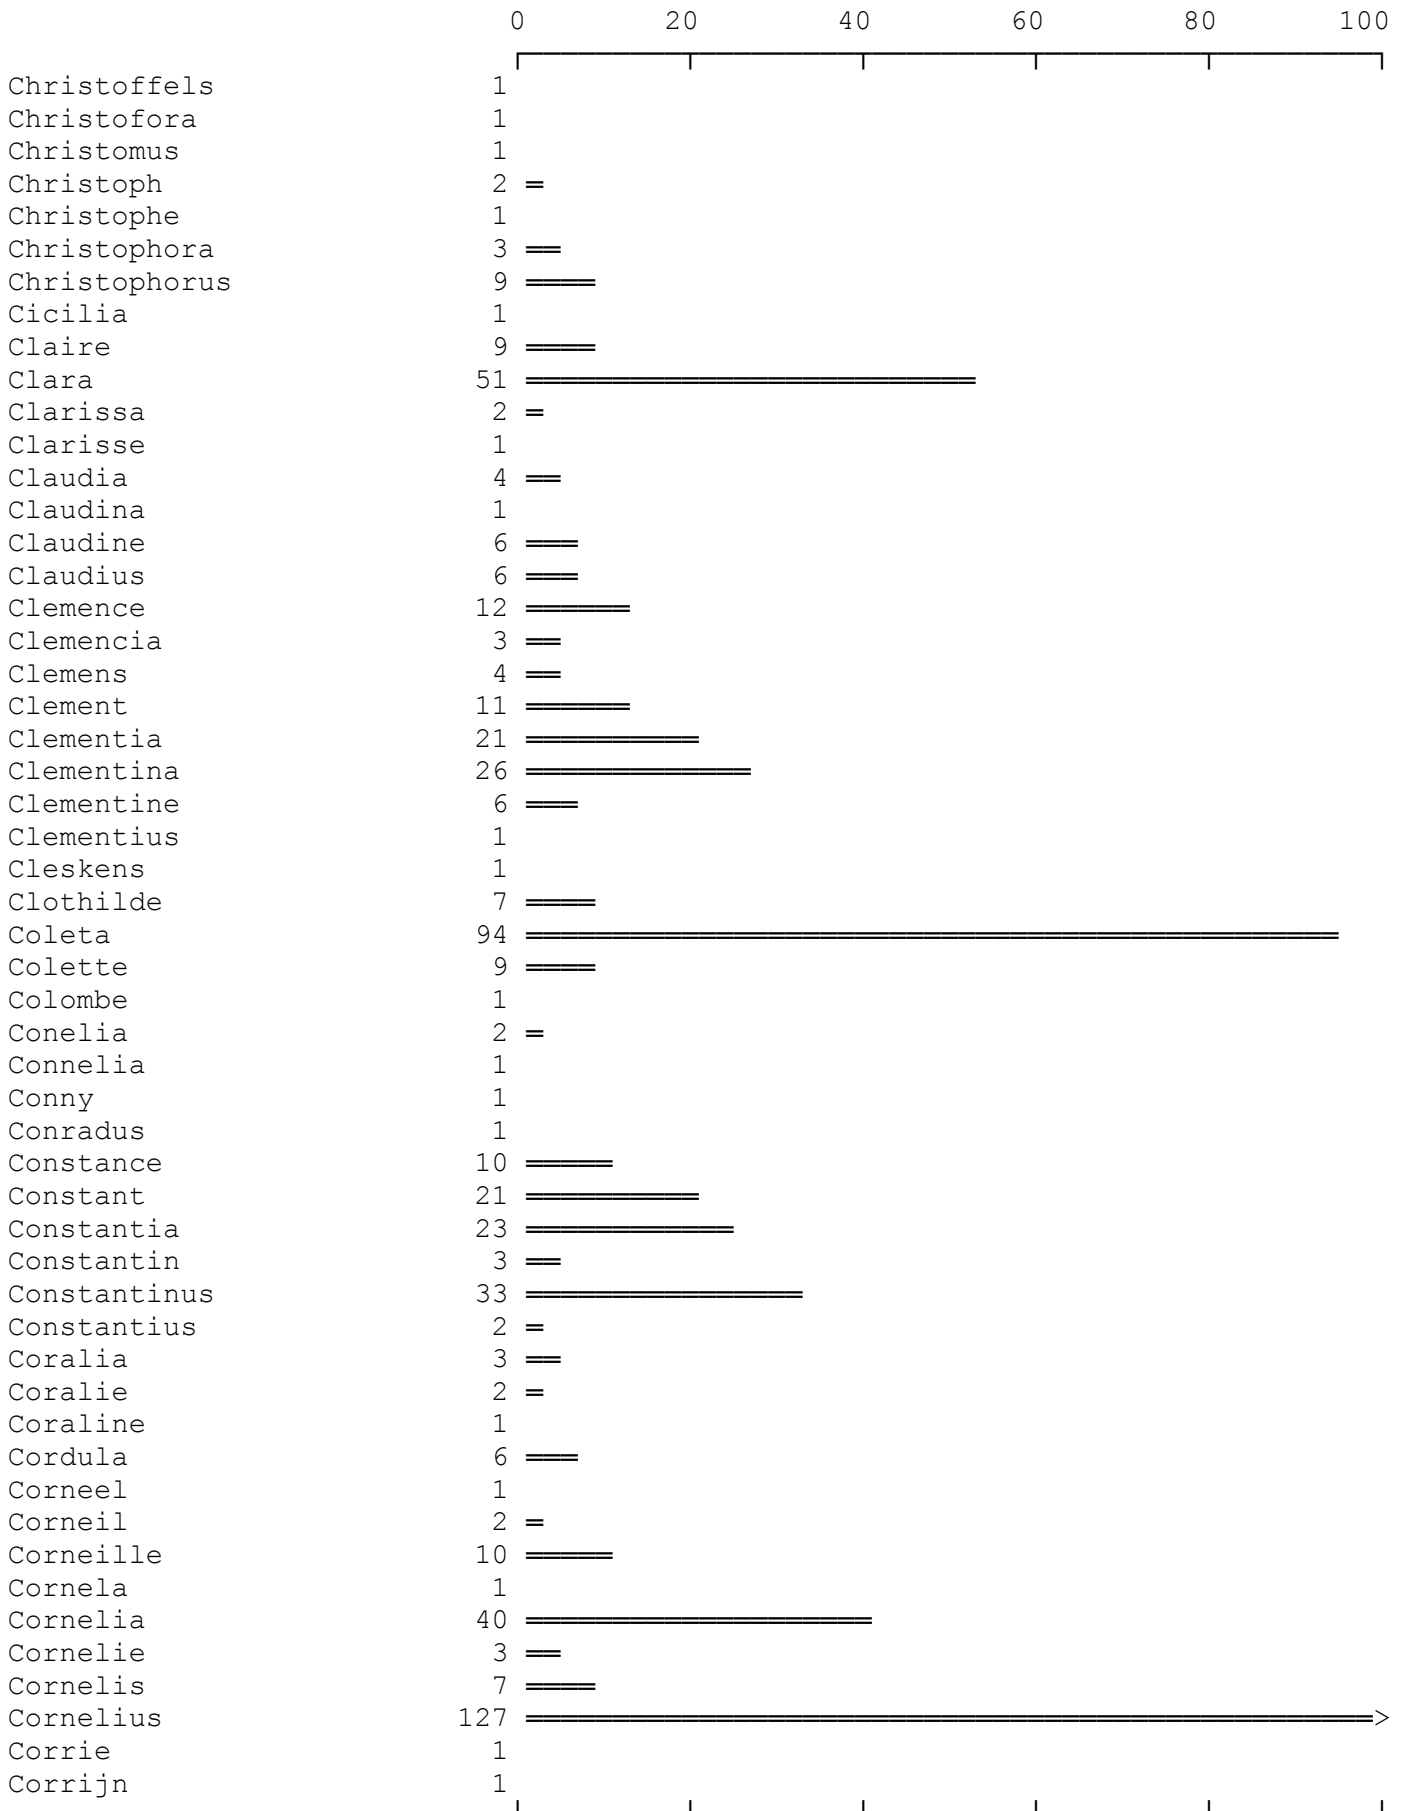 0 20 40 60 80 100
Christoffels 1
Christofora 1
Christomus 1
Christoph 2
Christophe 1
Christophora 3
Christophorus 9
Cicilia 1
Claire 9
Clara 51
Clarissa 2
Clarisse 1
Claudia 4
Claudina 1
Claudine 6
Claudius 6
Clemence 12
Clemencia 3
Clemens 4
Clement 11
Clementia 21
Clementina 26
Clementine 6
Clementius 1
Cleskens 1
Clothilde 7
Coleta 94
Colette 9
Colombe 1
Conelia 2
Connelia 1
Conny 1
Conradus 1
Constance 10
Constant 21
Constantia 23
Constantin 3
Constantinus 33
Constantius 2
Coralia 3
Coralie 2
Coraline 1
Cordula 6
Corneel 1
Corneil 2
Corneille 10
Cornela 1
Cornelia 40
Cornelie 3
Cornelis 7
Cornelius 127 >
Corrie 1
Corrijn 1